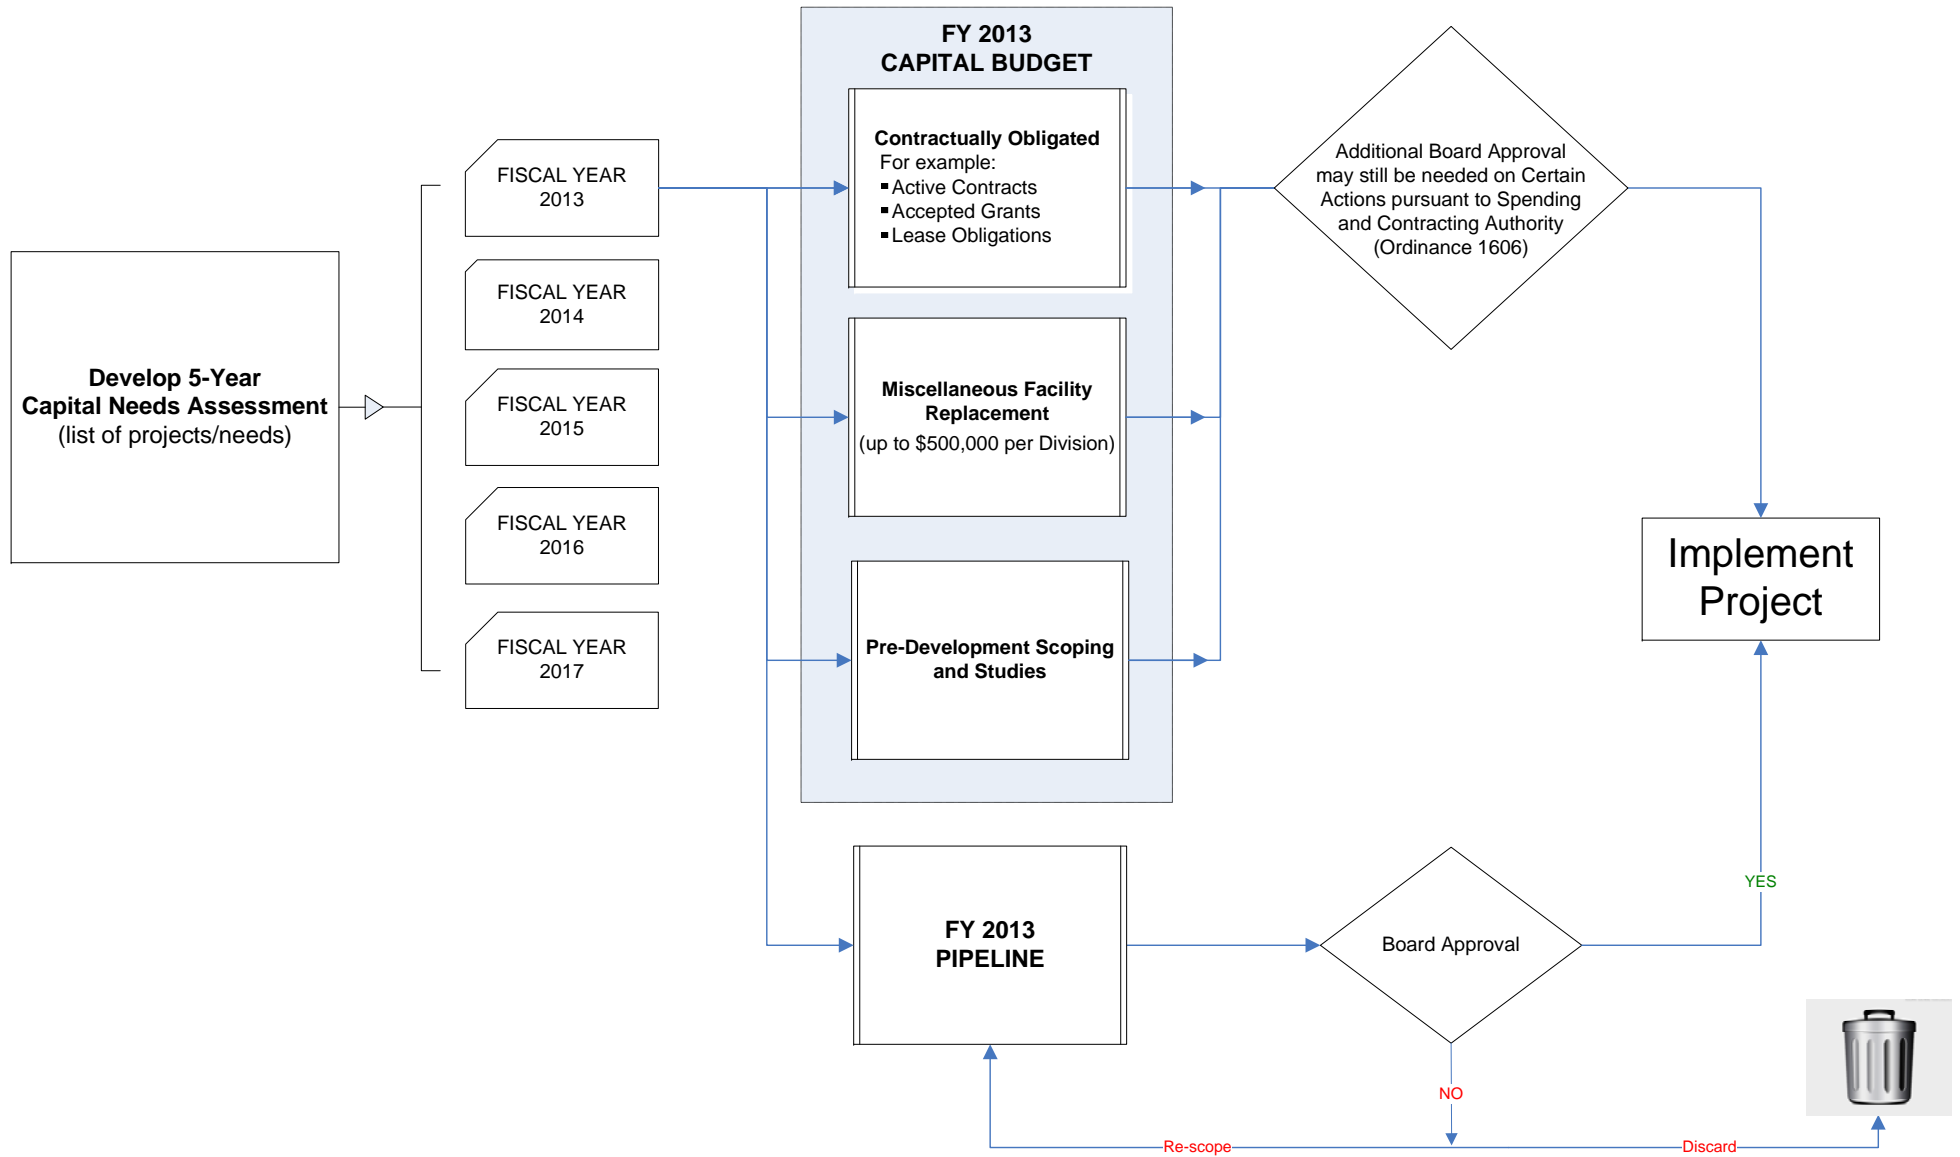 Develop 5-Year
Capital Needs Assessment
(list of projects/needs)
FISCAL YEAR
2013
FISCAL YEAR
2014
FISCAL YEAR
2015
FISCAL YEAR
2016
FISCAL YEAR
2017
FY 2013
CAPITAL BUDGET
Contractually Obligated
For example:
▪Active Contracts
▪Accepted Grants
▪Lease Obligations
Miscellaneous Facility
Replacement
(up to $500,000 per Division)
Pre-Development Scoping
and Studies
FY 2013
PIPELINE
Additional Board Approval
may still be needed on Certain
Actions pursuant to Spending
and Contracting Authority
(Ordinance 1606)
Implement
Project
YES
Board Approval
NO
Re-scope
Discard